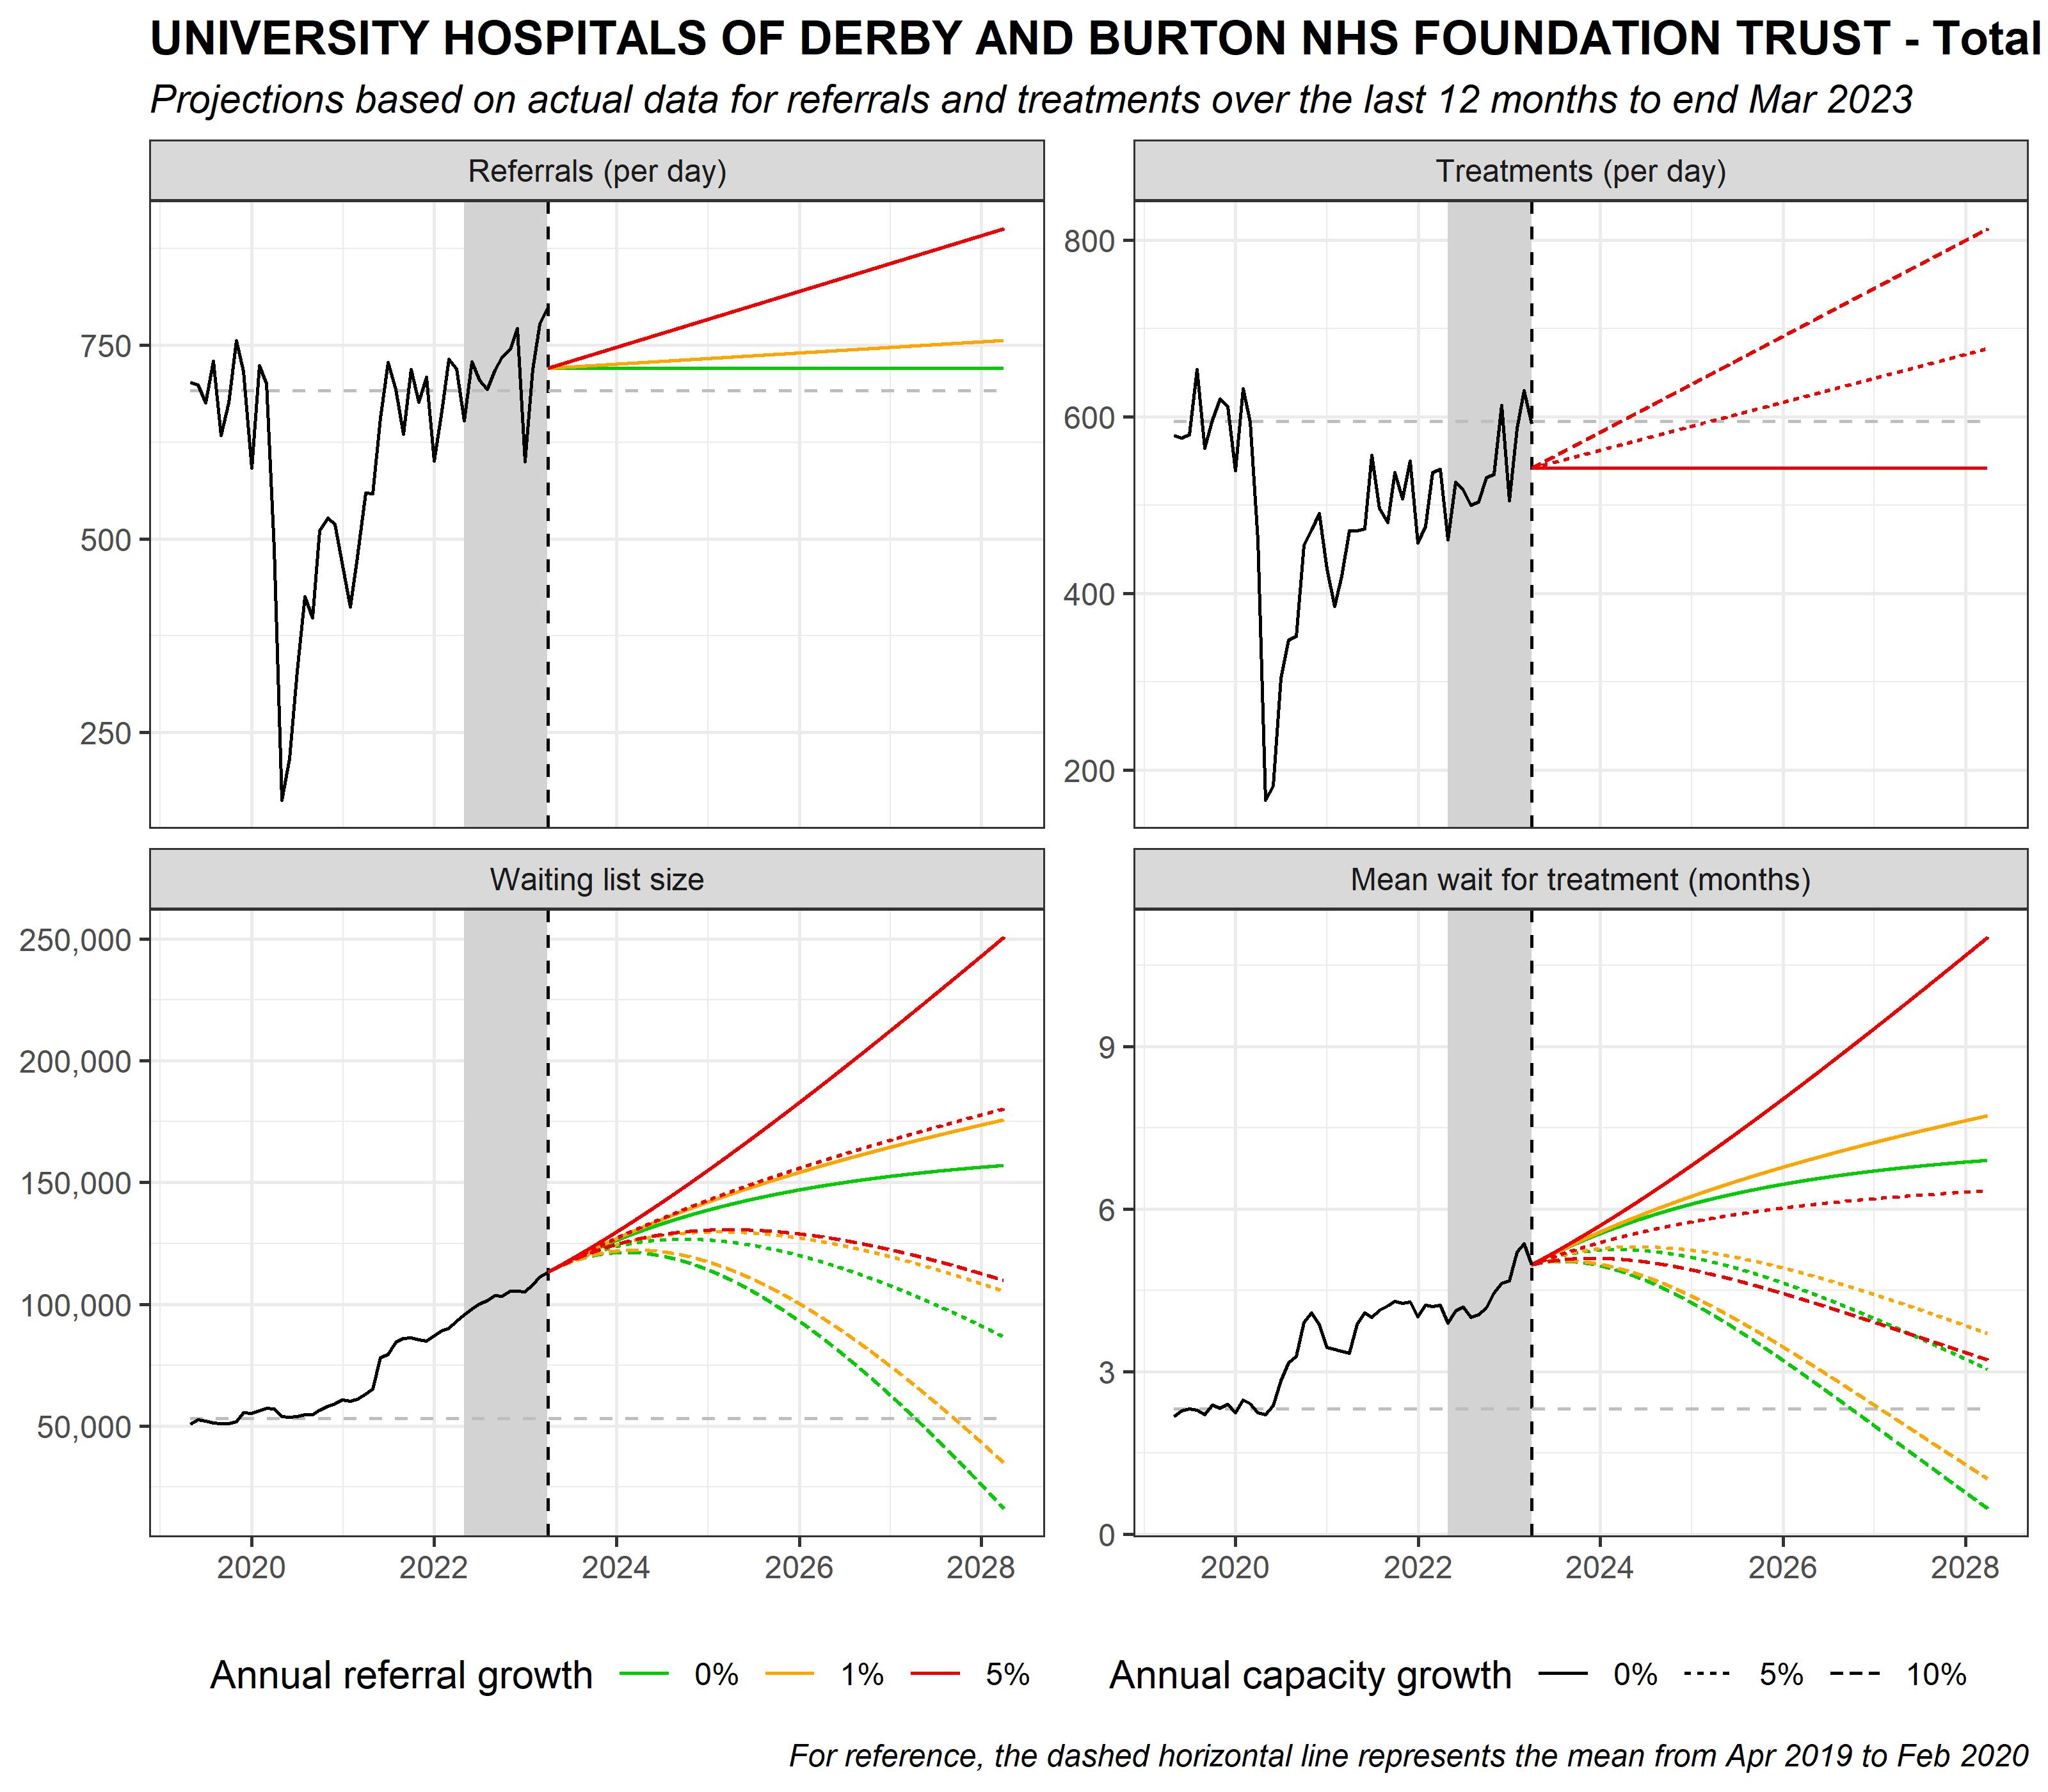 UNIVERSITY HOSPITALS OF DERBY AND BURTON NHS FOUNDATION TRUST - Total
Projections based on actual data for referrals and treatments over the last 12 months to end Mar 2023
Referrals (per day)
750
500
250
Treatments (per day)
800
600
400
200
Waiting list size
250,000
200,000
150,000
100,000
50,000
2020 2022 2024 2026 2028
Mean wait for treatment (months)
9
6
3
0
2020 2022 2024 2026 2028
Annual referral growth 0% 1% 5%
Annual capacity growth 0% 5% 10%
For reference, the dashed horizontal line represents the mean from Apr 2019 to Feb 2020